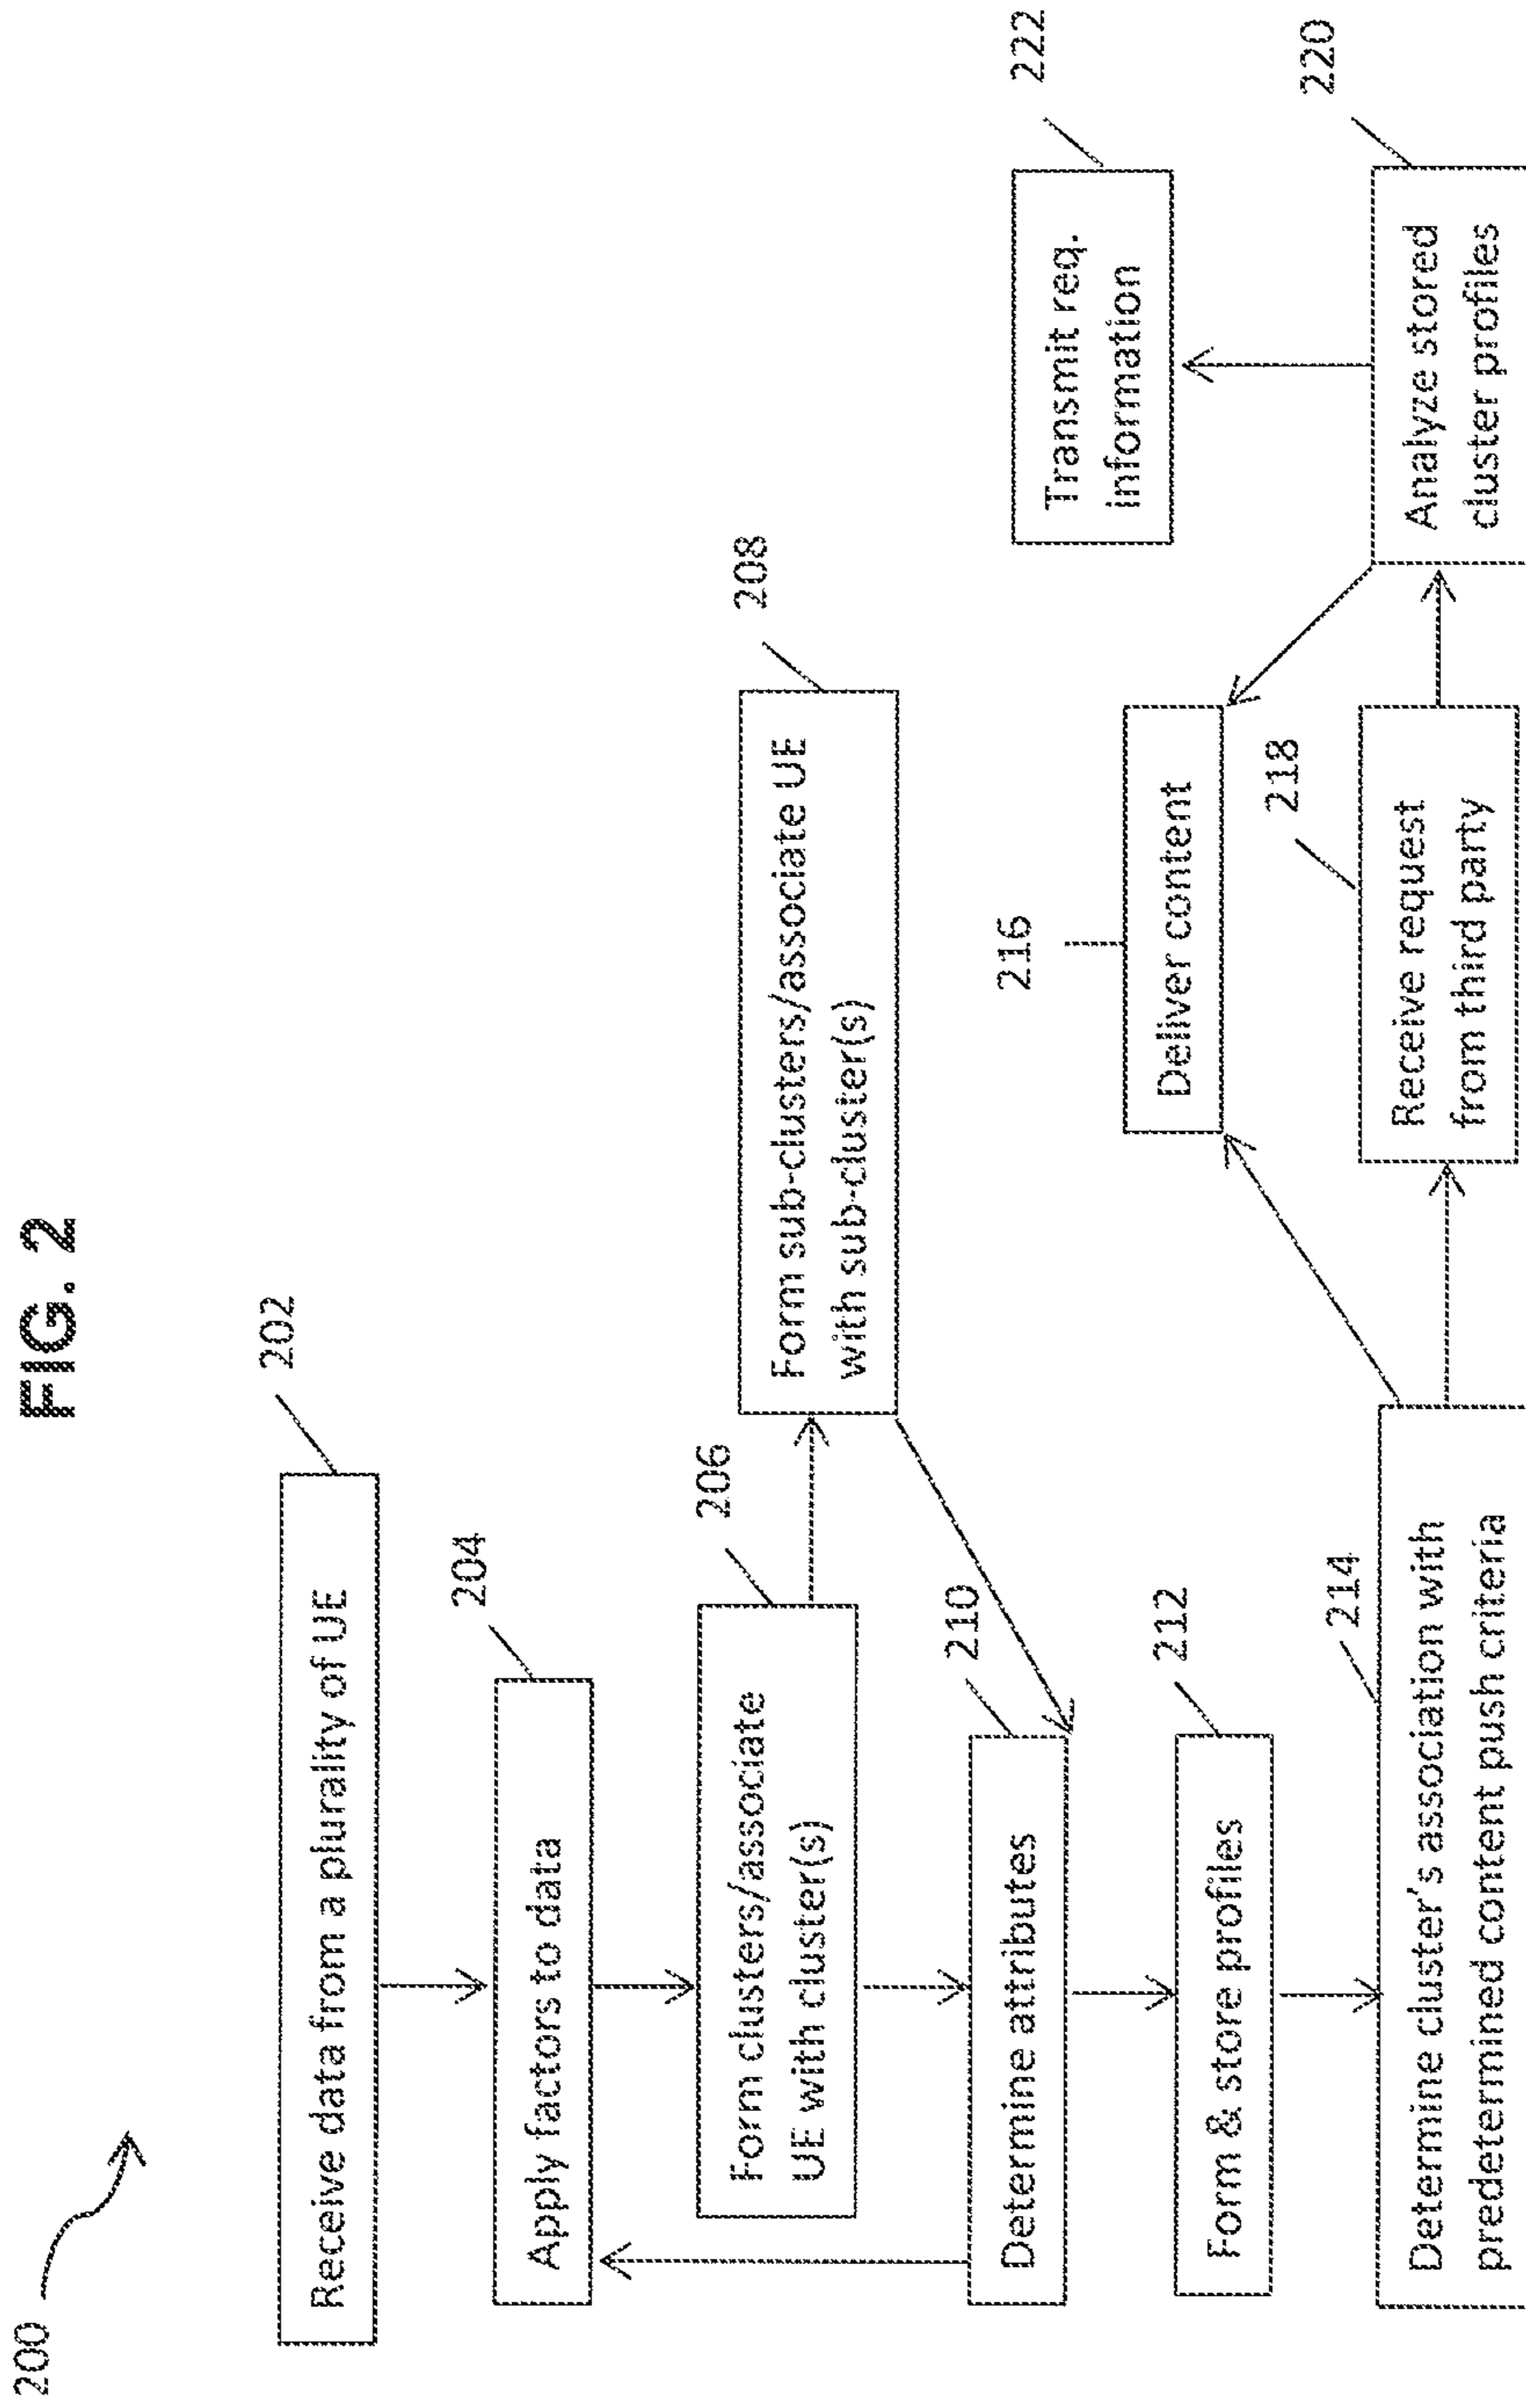 FIG. 2
200
202
Receive data from a plurality of UE
204
Apply factors to data
206
Form clusters/associate
UE with cluster(s)
208
Form sub-clusters/associate UE
with sub-cluster(s)
210
Determine attributes
212
Form & store profiles
214
Determine cluster's association with
predetermined content push criteria
216
Deliver content
218
Receive request
from third party
220
Analyze stored
cluster profiles
222
Transmit req.
information